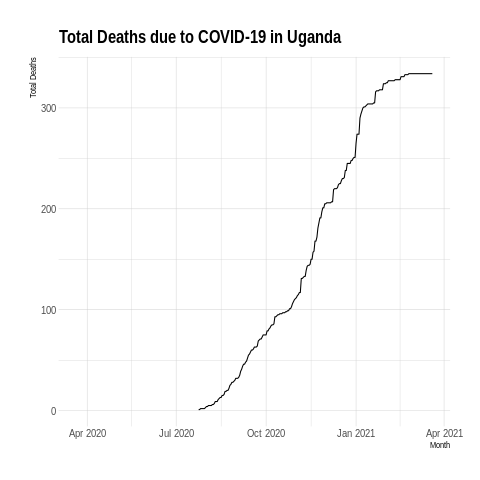 Total Deaths due to COVID-19 in Uganda
Total Deaths
300
200
100
0
Apr 2020
Jul 2020
Oct 2020
Jan 2021
Apr 2021
Month